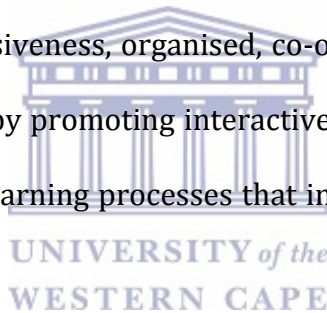 siveness, organised, co-o
by promoting interactive
arning processes that in
UNIVERSITY of the
WESTERN CAPE